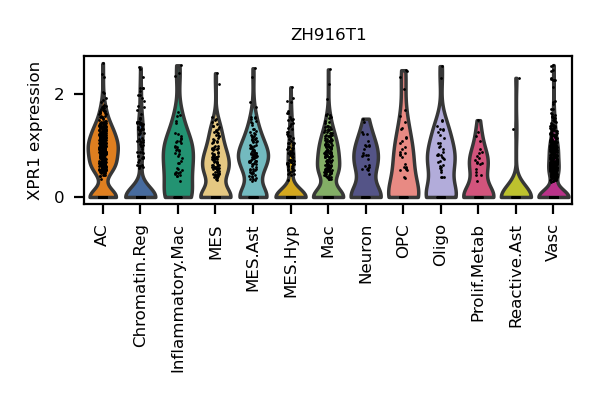 ZH916T1
XPR1 expression
2
0
AC
Chromatin.Reg
Inflammatory.Mac
MES
MES.Ast
MES.Hyp
Mac
Neuron
OPC
Oligo
Prolif.Metab
Reactive.Ast
Vasc